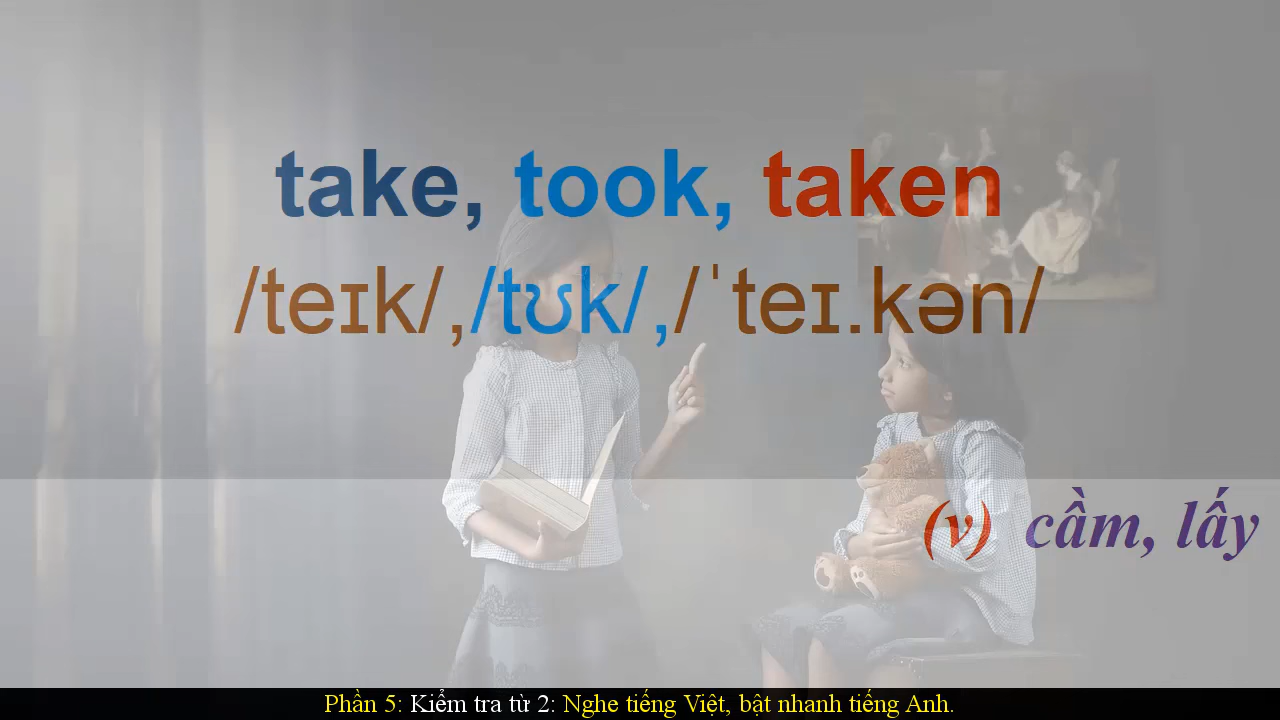 take, took, taken
/teɪk/,/tʊk/,/ˈteɪ.kən/
(v) cầm, lấy
Phần 5: Kiểm tra từ 2: Nghe tiếng Việt, bật nhanh tiếng Anh.